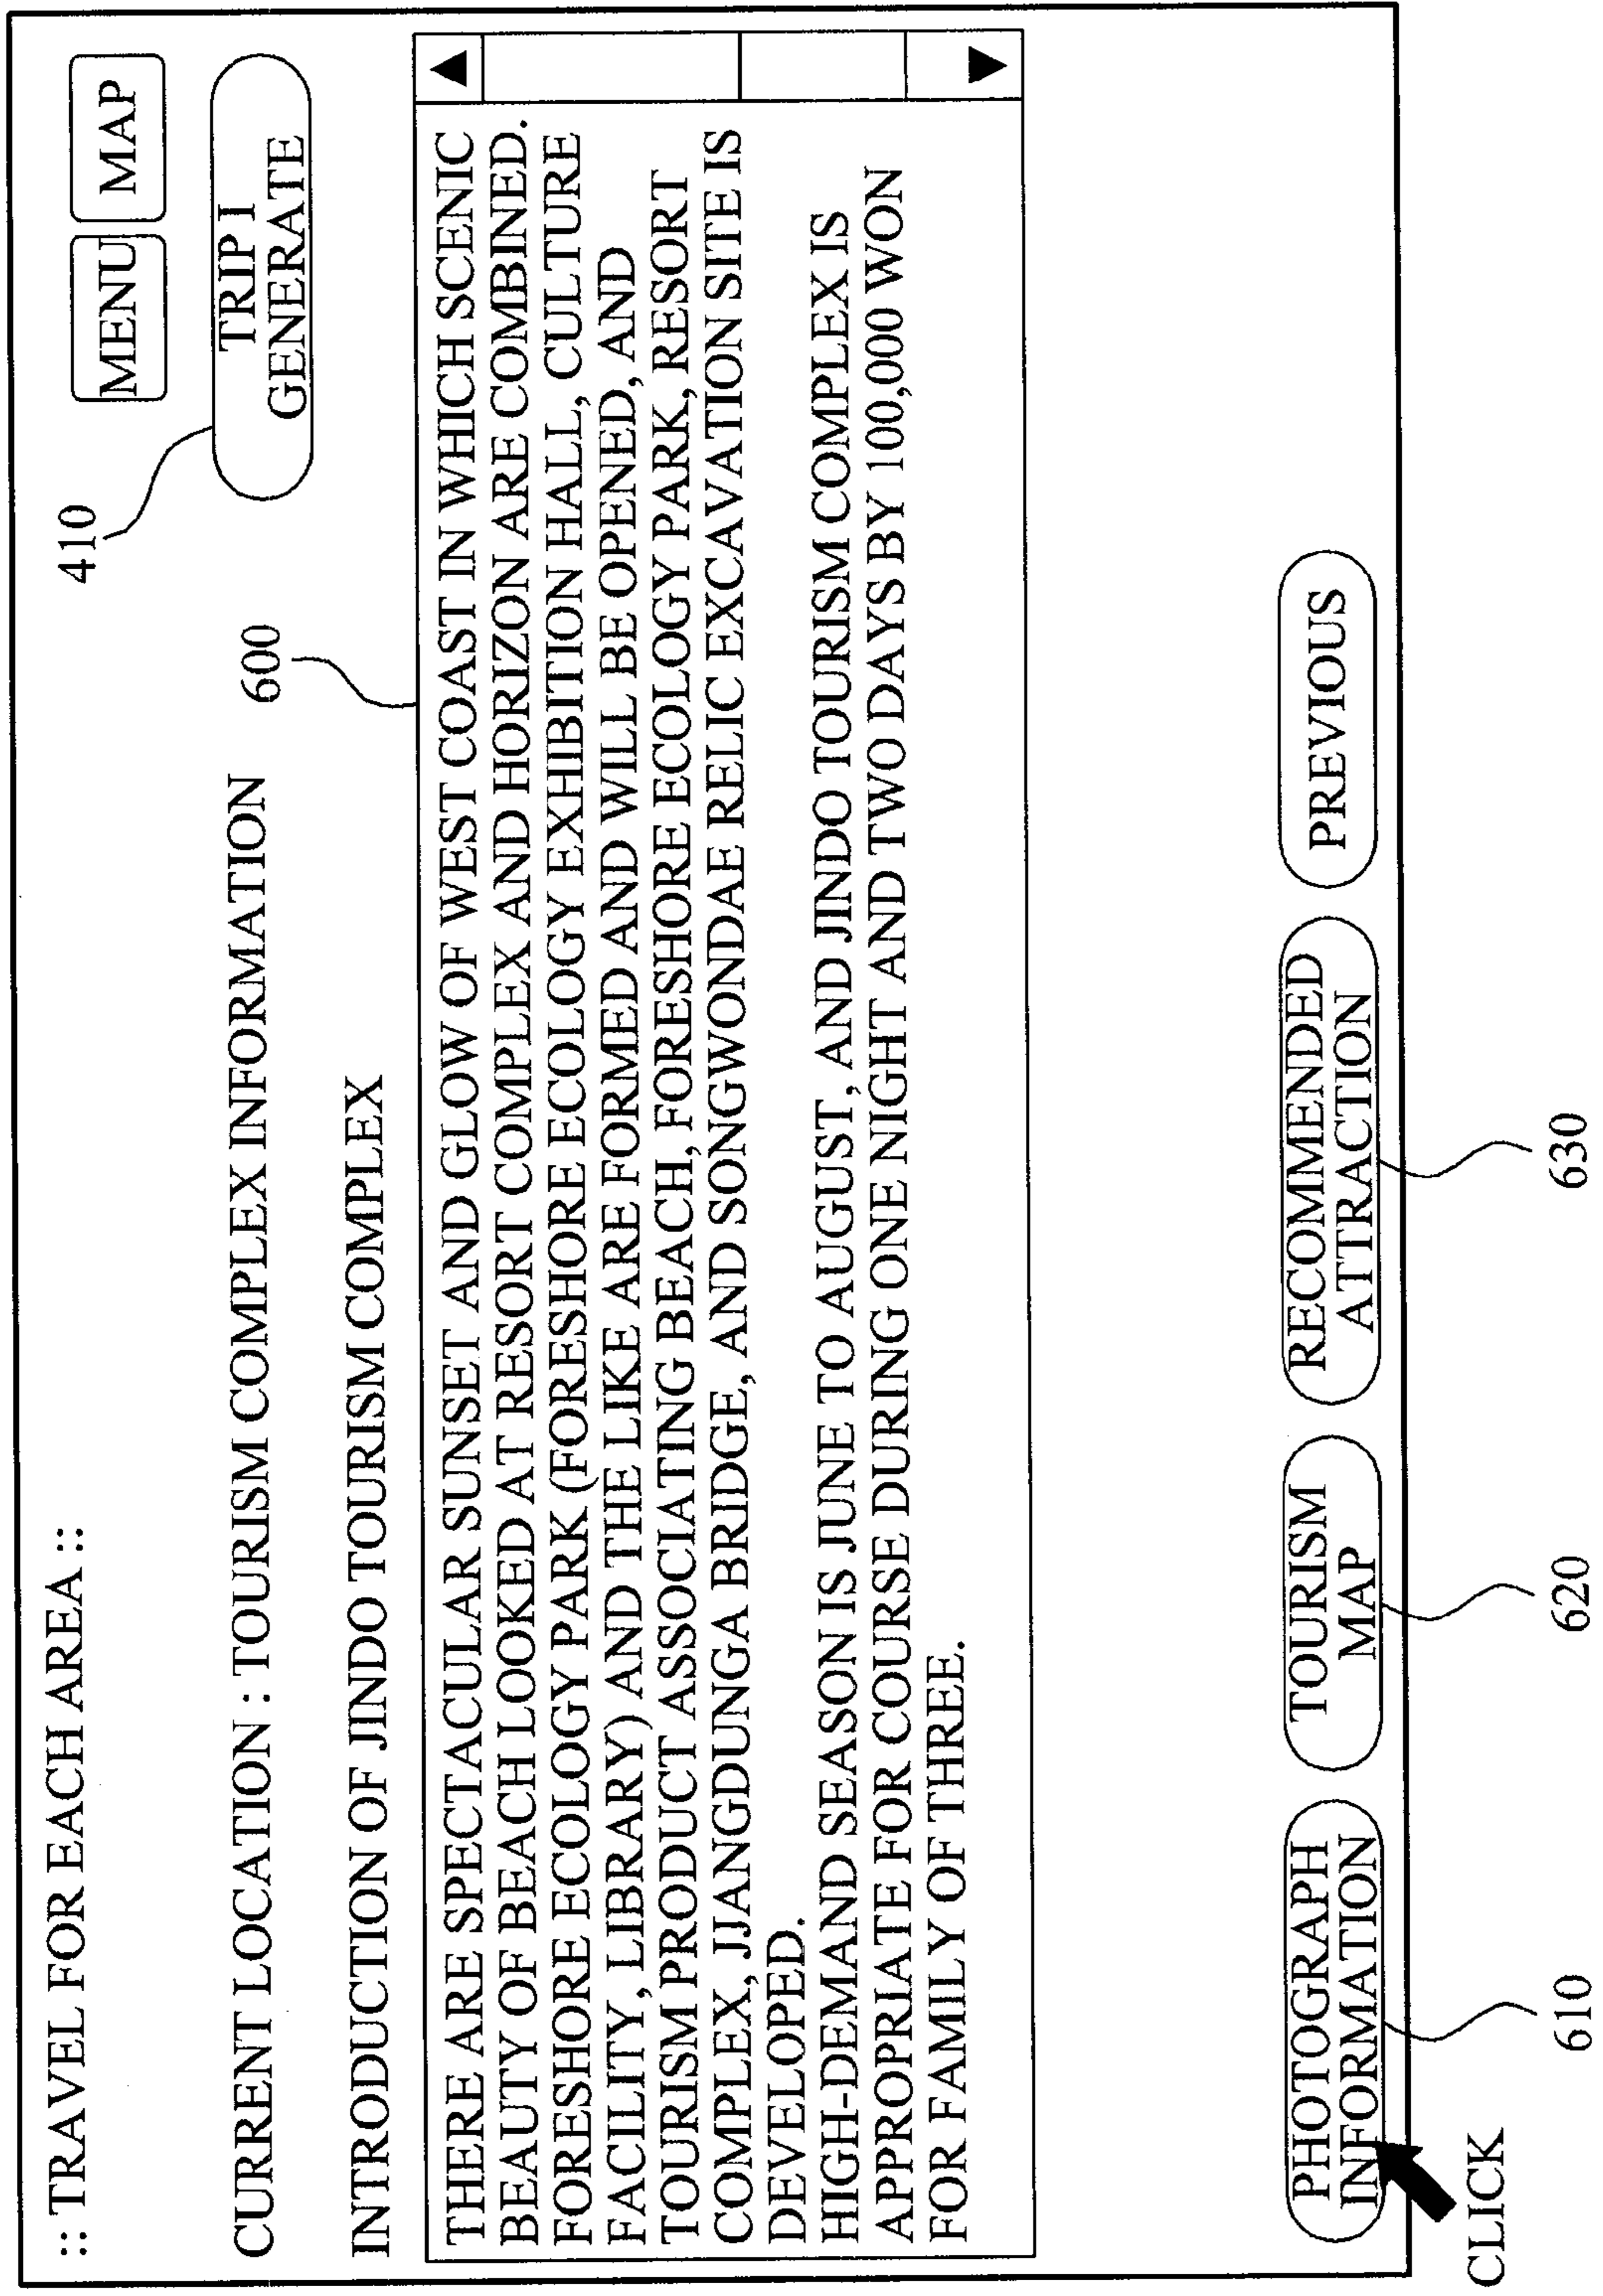 :: TRAVEL FOR EACH AREA ::
MENU
MAP
410
CURRENT LOCATION : TOURISM COMPLEX INFORMATION
600
TRIP I
GENERATE
INTRODUCTION OF JINDO TOURISM COMPLEX
THERE ARE SPECTACULAR SUNSET AND GLOW OF WEST COAST IN WHICH SCENIC
BEAUTY OF BEACH LOOKED AT RESORT COMPLEX AND HORIZON ARE COMBINED.
FORESHORE ECOLOGY PARK (FORESHORE ECOLOGY EXHIBITION HALL, CULTURE
FACILITY, LIBRARY) AND THE LIKE ARE FORMED AND WILL BE OPENED, AND
TOURISM PRODUCT ASSOCIATING BEACH, FORESHORE ECOLOGY PARK, RESORT
COMPLEX, JJANGDUNGA BRIDGE, AND SONGWONDAE RELIC EXCAVATION SITE IS
DEVELOPED.
HIGH-DEMAND SEASON IS JUNE TO AUGUST, AND JINDO TOURISM COMPLEX IS
APPROPRIATE FOR COURSE DURING ONE NIGHT AND TWO DAYS BY 100,000 WON
FOR FAMILY OF THREE.
PHOTOGRAPH
INFORMATION
TOURISM
MAP
RECOMMENDED
ATTRACTION
PREVIOUS
CLICK
610
620
630